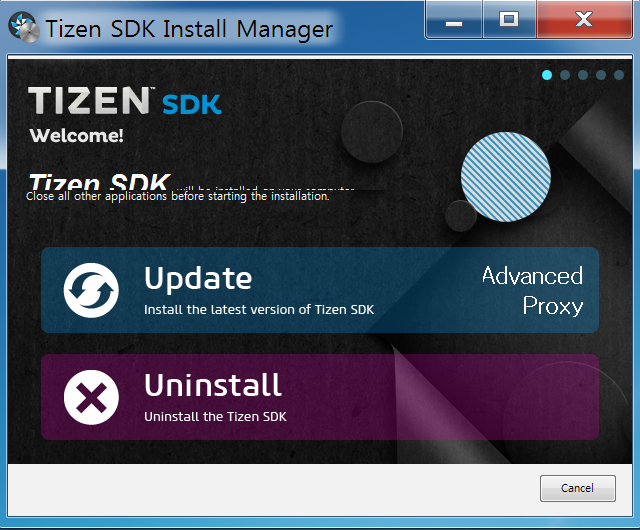 Tizen SDK Install Manager
TIZEN™ SDK
Welcome!
Tizen SDK will be installed on your computer.
Close all other applications before starting the installation.
Update
Install the latest version of Tizen SDK
Advanced
Proxy
Uninstall
Uninstall the Tizen SDK
Cancel